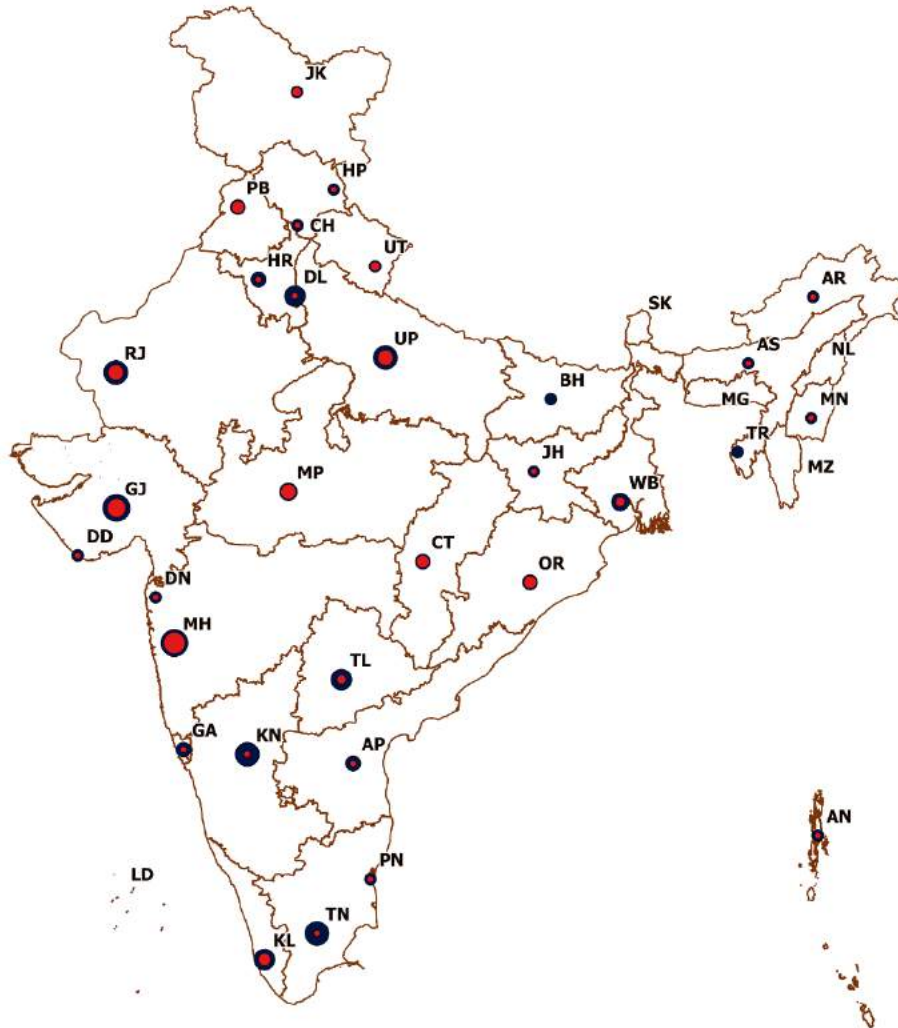 JK
HP
PB
CH
UT
HR
DL
AR
SK
AS
NL
RJ
UP
BH
MG
MN
TR
JH
MZ
MP
WB
GJ
DD
CT
OR
DN
MH
TL
GA
KN
AP
AN
PN
LD
TN
KL